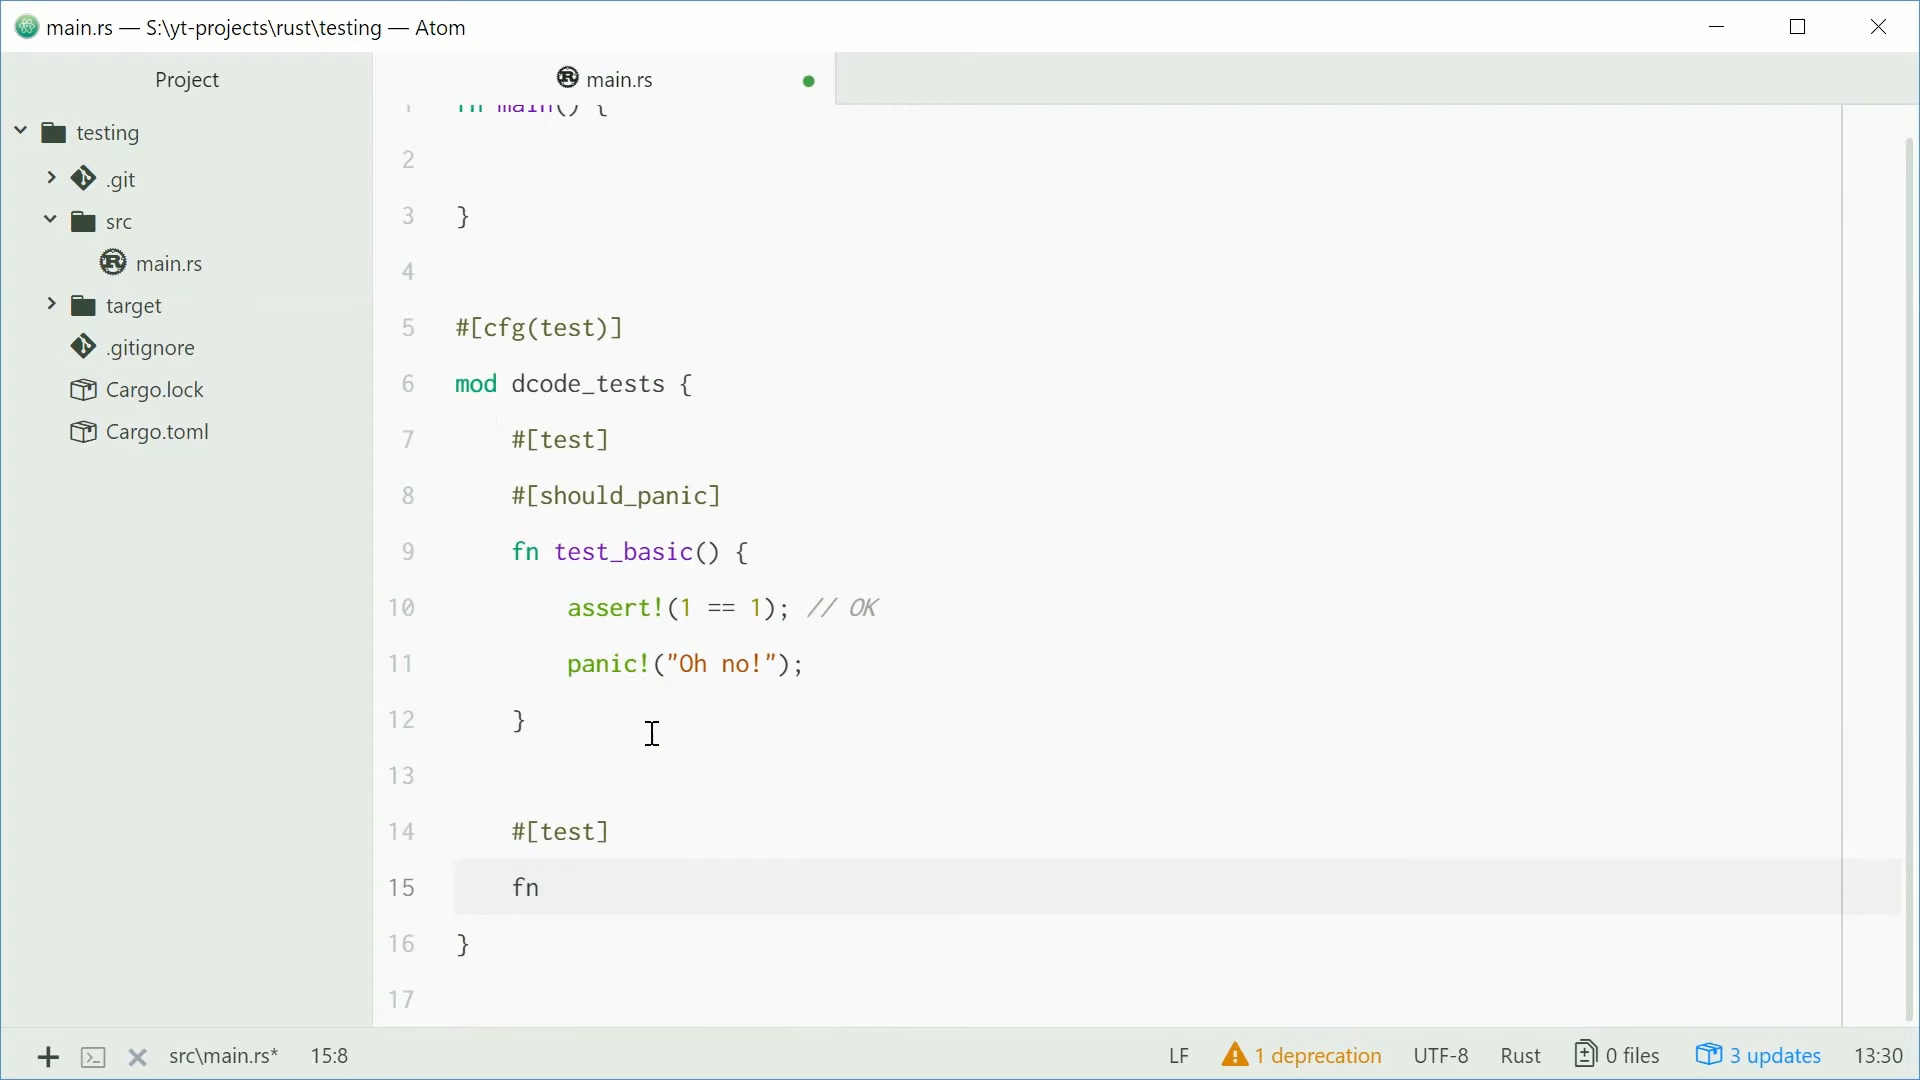 main.rs — S:\yt-projects\rust\testing — Atom
Project
main.rs
testing
.git
src
main.rs
target
.gitignore
Cargo.lock
Cargo.toml
1 fn main() {
2
3 }
4
5 #[cfg(test)]
6 mod dcode_tests {
7 #[test]
8 #[should_panic]
9 fn test_basic() {
10 assert!(1 == 1); // OK
11 panic!("Oh no!");
12 }
13
14 #[test]
15 fn
16 }
17
src\main.rs* 15:8 LF 1 deprecation UTF-8 Rust 0 files 3 updates 13:30